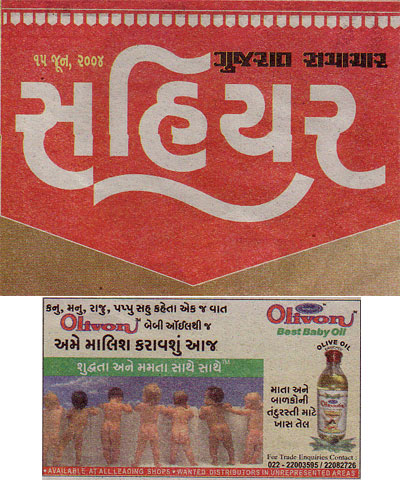 ૧૫ જૂન, ૨૦૦૪
ગુજરાત સમાચાર
સહિયર
કનુ, મનુ, રાજુ, પપ્પુ સહુ કહેતા એક જ વાત
Olivon બેબી ઓઈલથી જ
અમે માલિશ કરાવશું આજ
શુદ્ધતા અને મમતા સાથે સાથે
Olivon
Best Baby Oil
OLIVE OIL
માતા અને
બાળકોની
તંદુરસ્તી માટે
ખાસ તેલ
For Trade Enquiries Contact :
022 - 22003595 / 22082726
• AVAILABLE AT ALL LEADING SHOPS • WANTED DISTRIBUTORS IN UNREPRESENTED AREAS